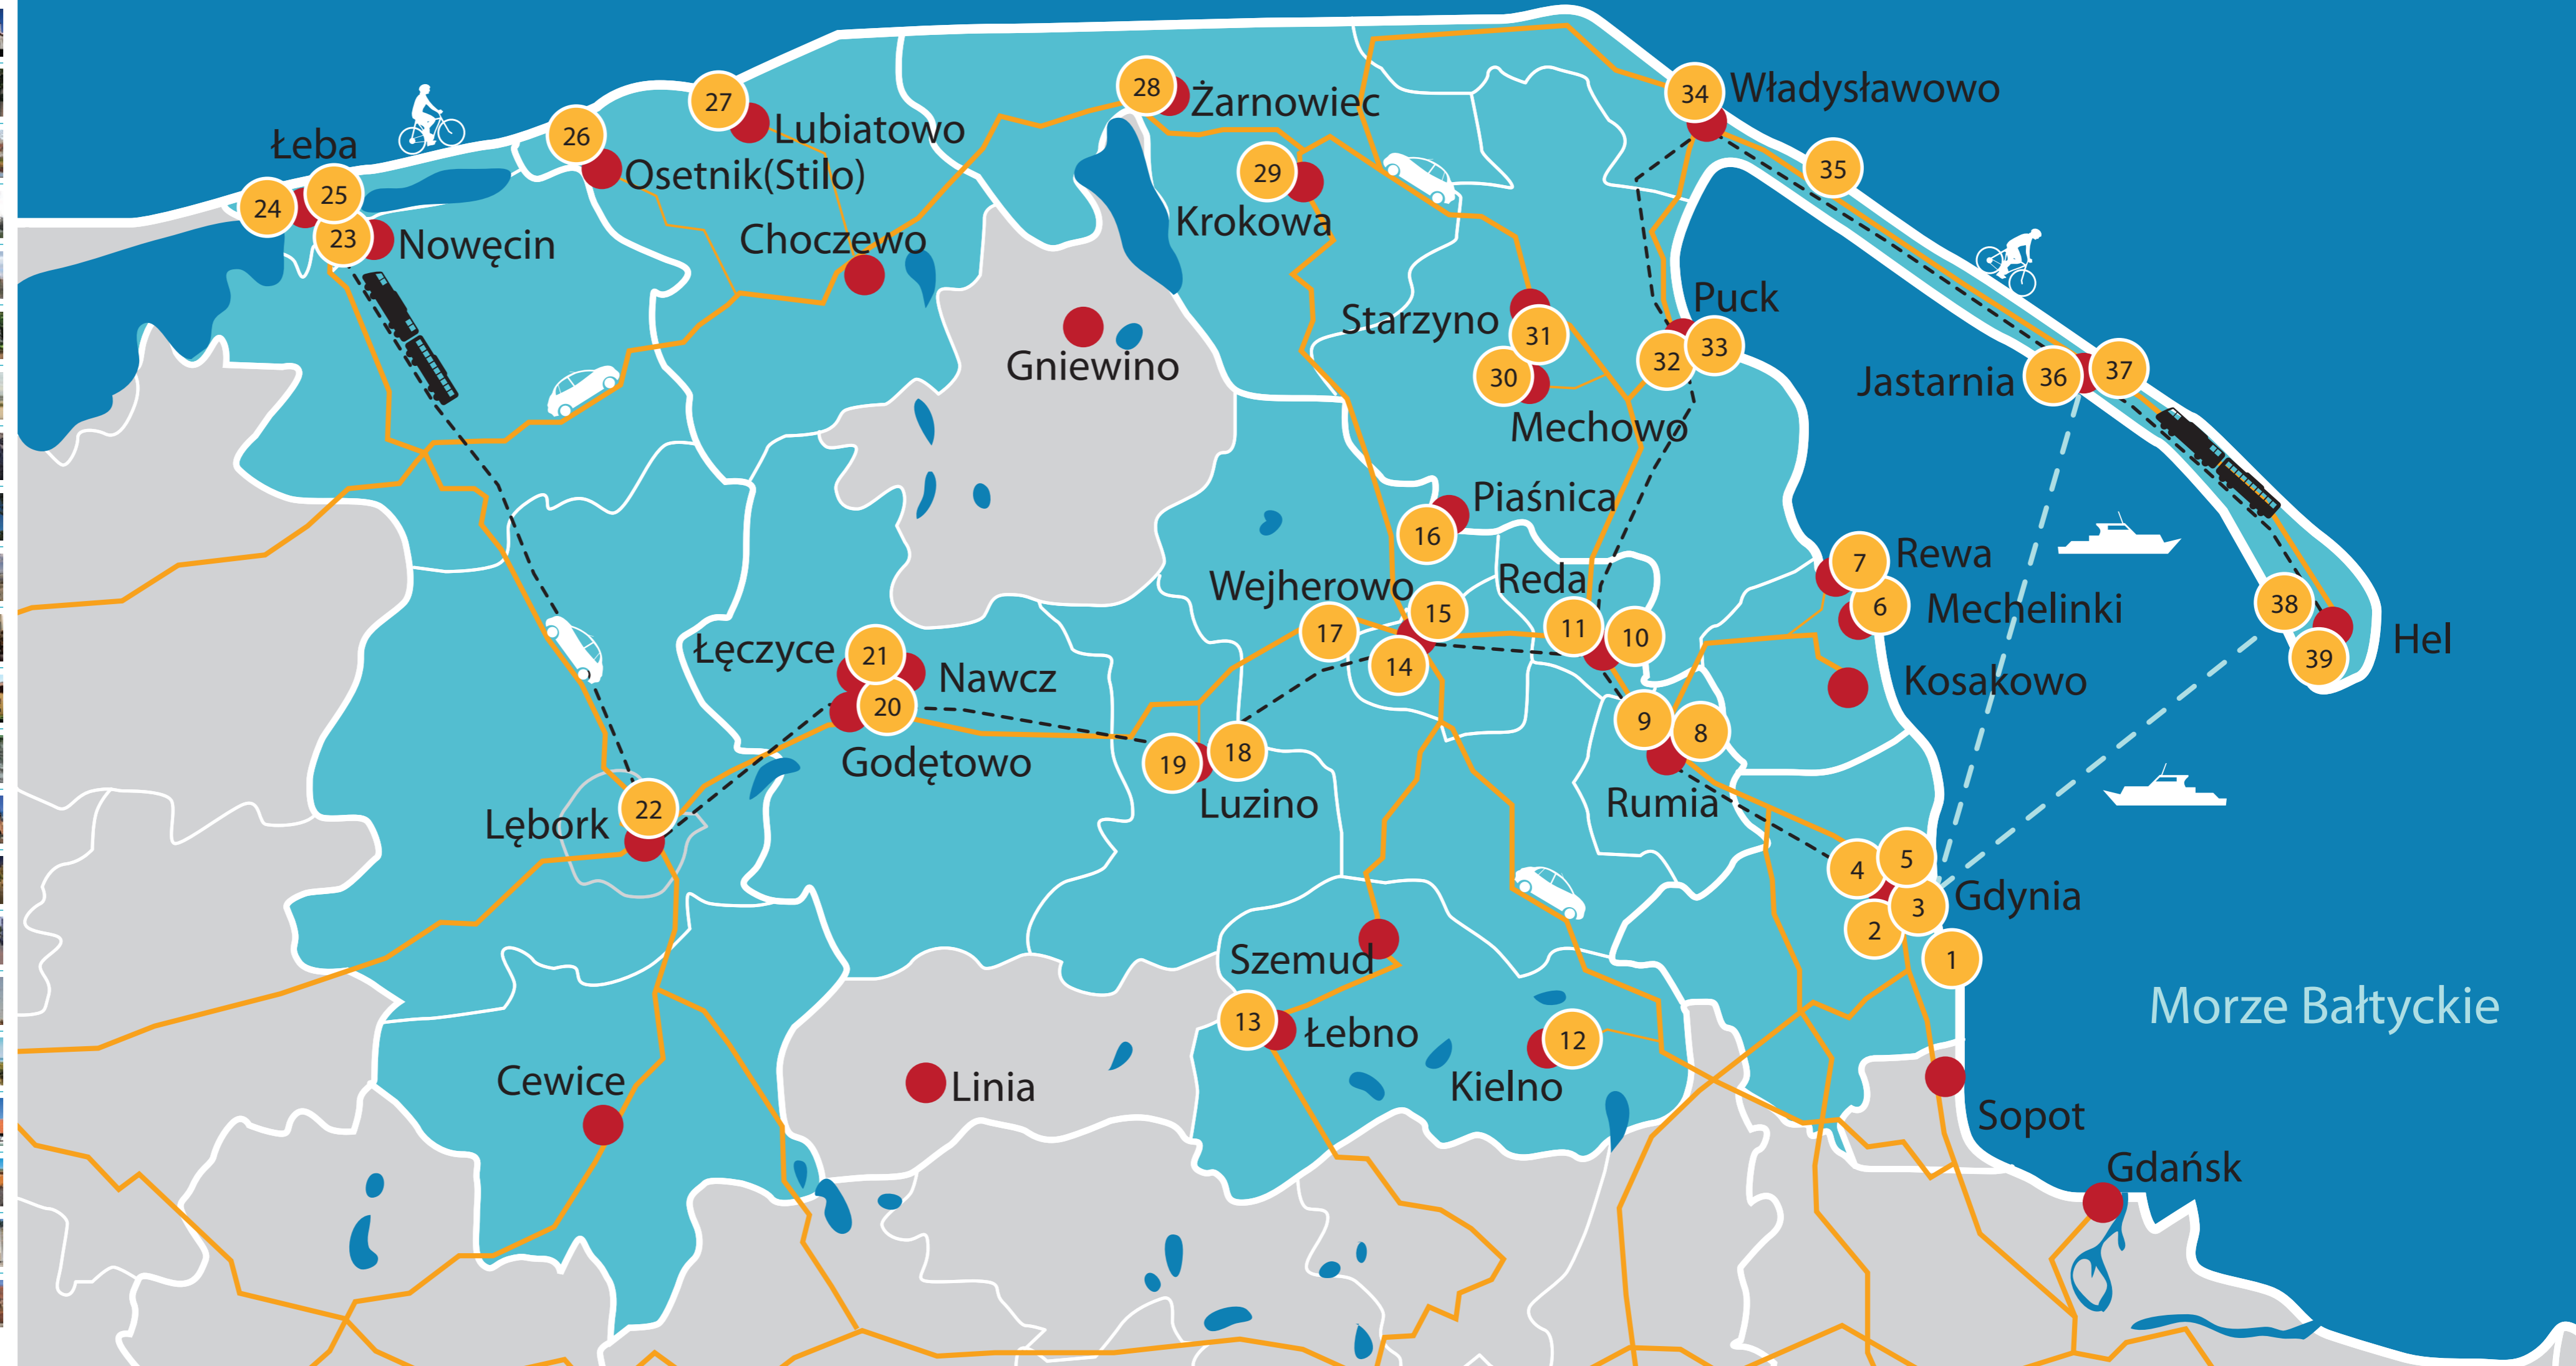 Łeba
24
25
23
Nowęcin
26
Osetnik(Stilo)
27
Lubiatowo
Choczewo
28
Żarnowiec
29
Krokowa
Gniewino
34
Władysławowo
35
Starzyno
31
30
Mechowo
Puck
32
33
Jastarnia
36
37
38
39
Hel
Piaśnica
16
Wejherowo
17
15
14
Reda
11
10
7
Rewa
6
Mechelinki
Kosakowo
9
8
Rumia
Łęczyce
21
Nawcz
20
Godętowo
19
18
Luzino
22
Lębork
4
5
3
2
1
Gdynia
Szemud
13
Łebno
12
Kielno
Cewice
Linia
Morze Bałtyckie
Sopot
Gdańsk